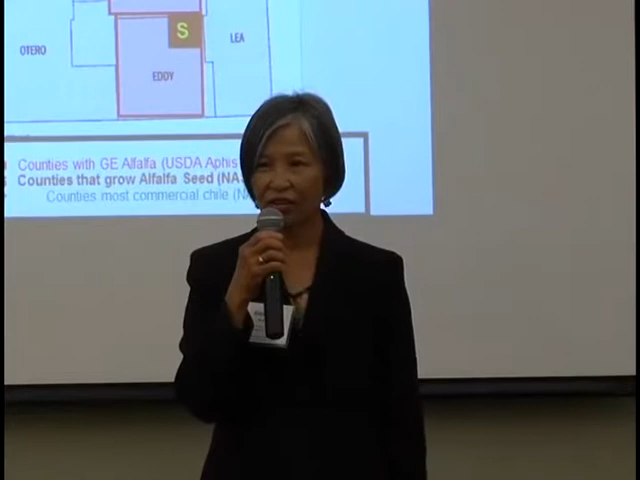 S
OTERO
LEA
EDDY
Counties with GE Alfalfa (USDA Aphis
Counties that grow Alfalfa Seed (NA
Counties most commercial chile (N